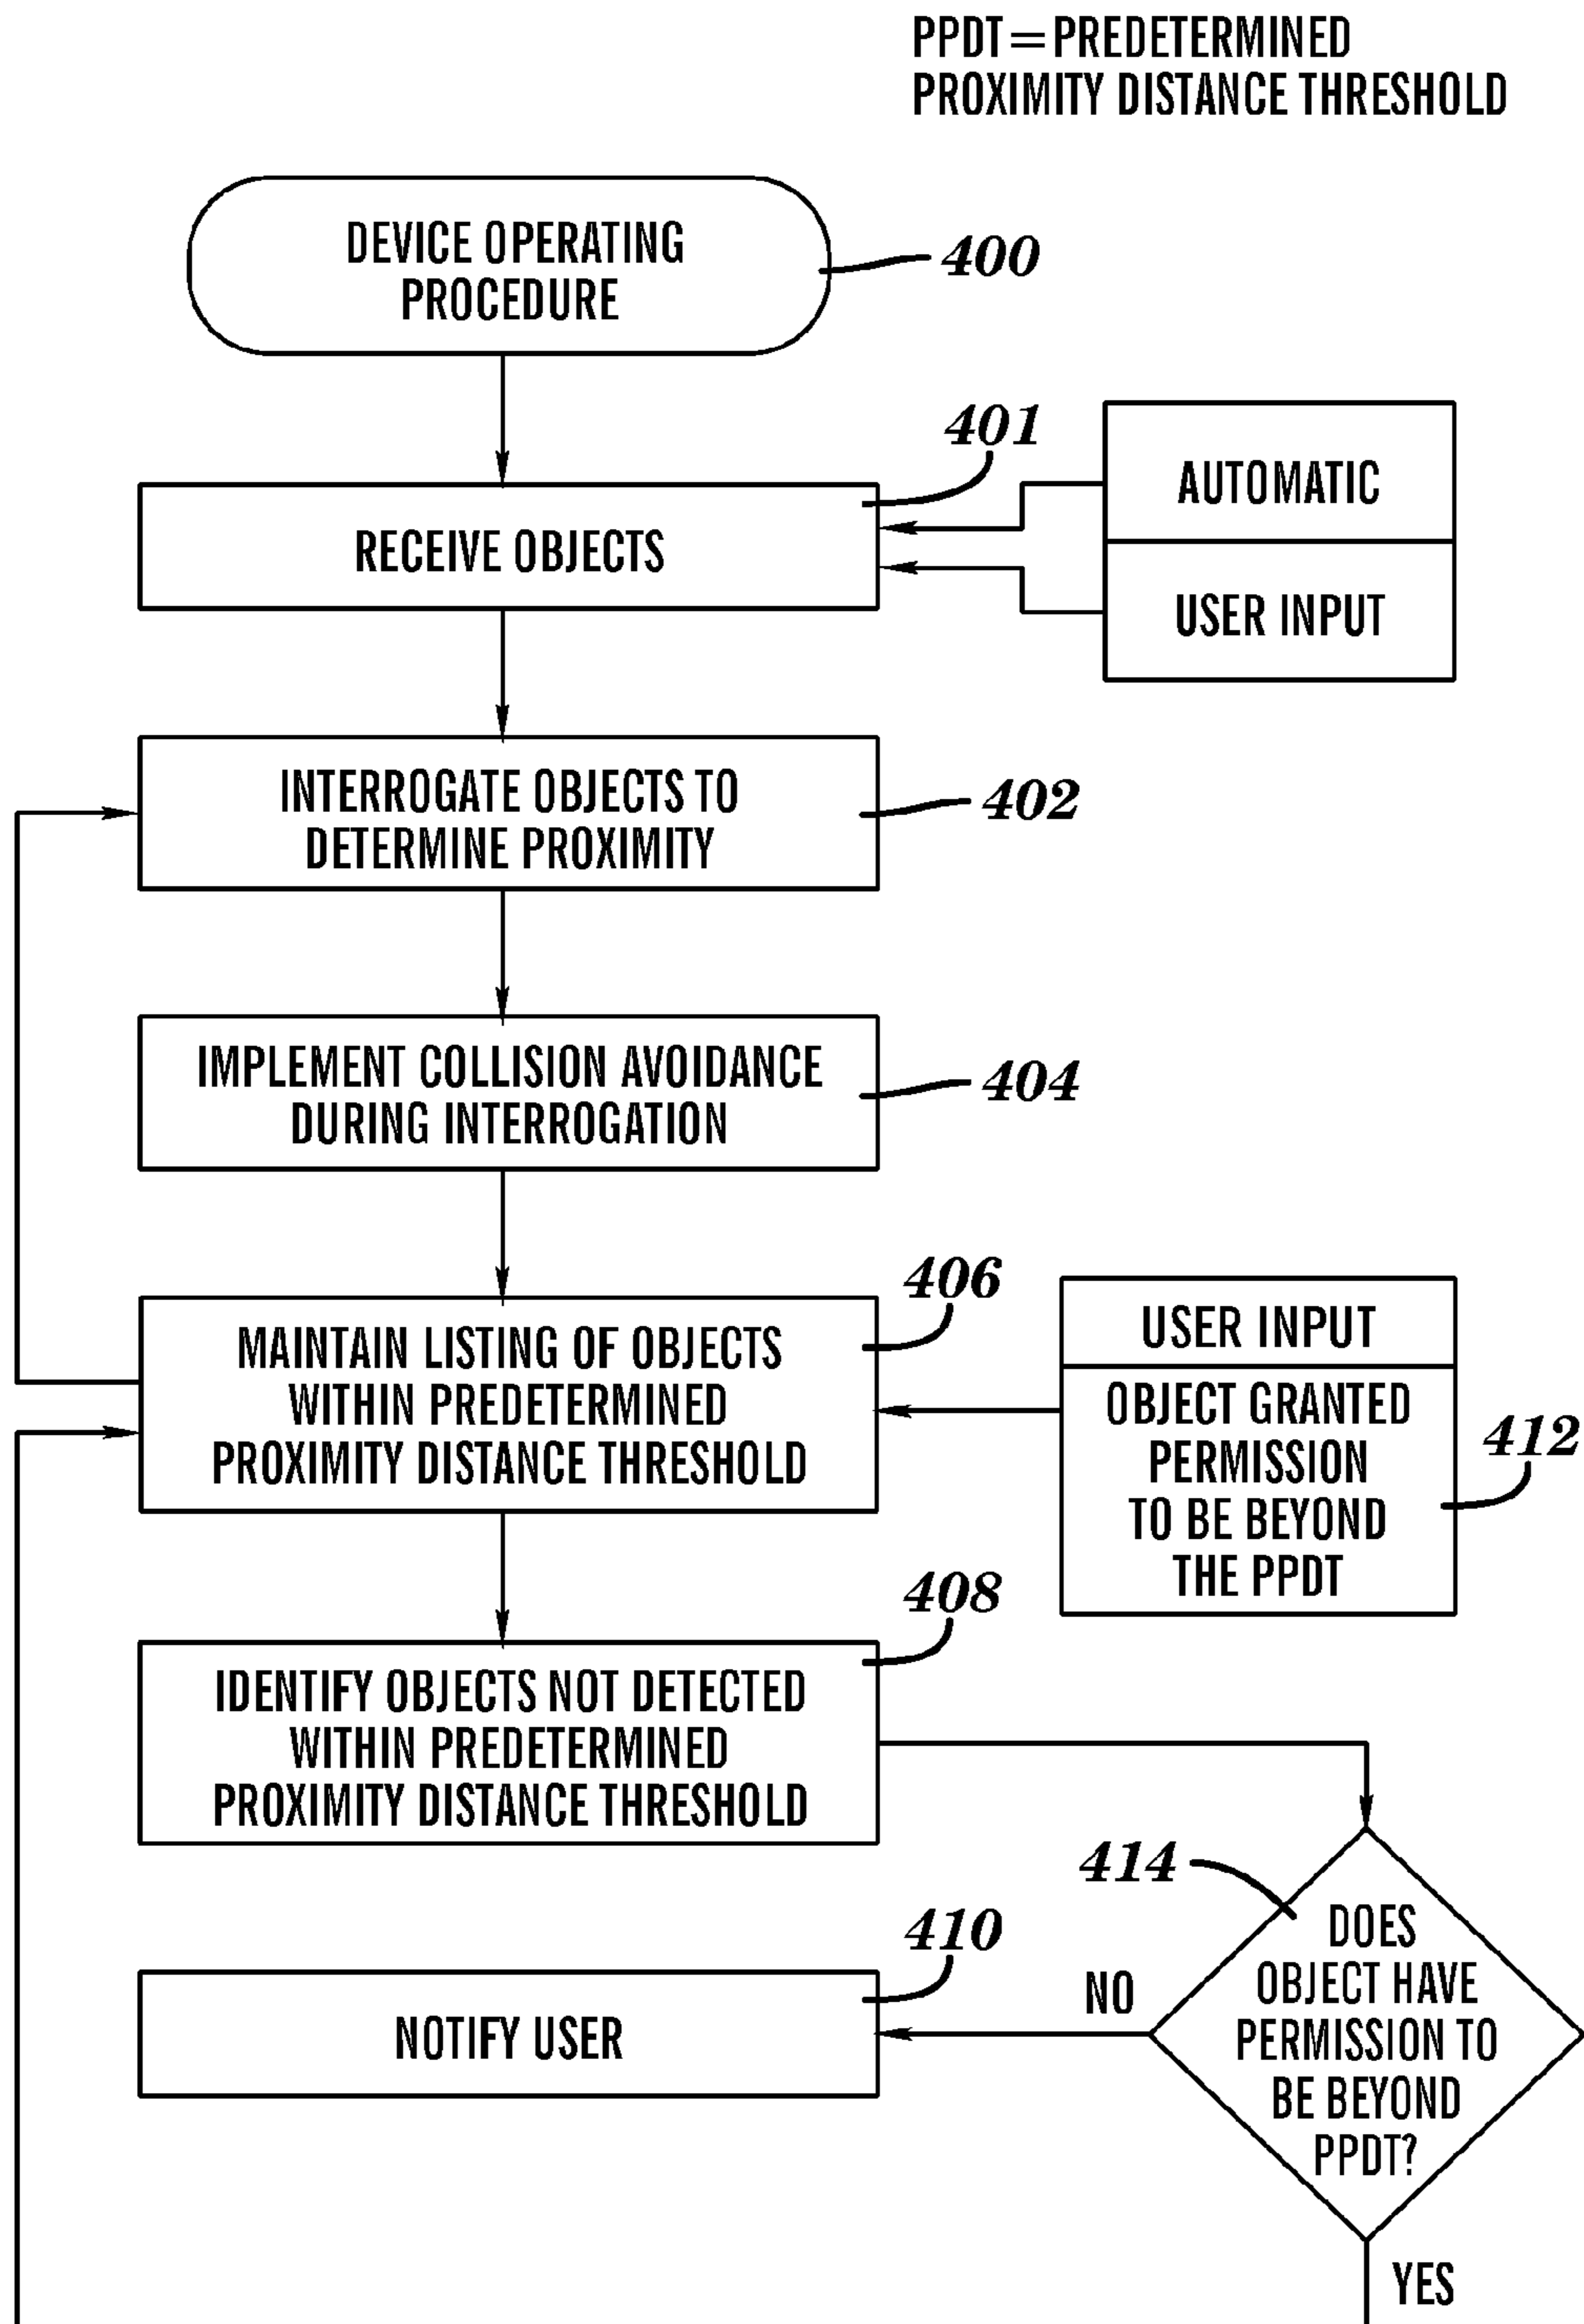 PPDT=PREDETERMINED
PROXIMITY DISTANCE THRESHOLD
DEVICE OPERATING
PROCEDURE
400
401
RECEIVE OBJECTS
AUTOMATIC
USER INPUT
INTERROGATE OBJECTS TO
DETERMINE PROXIMITY
402
IMPLEMENT COLLISION AVOIDANCE
DURING INTERROGATION
404
406
MAINTAIN LISTING OF OBJECTS
WITHIN PREDETERMINED
PROXIMITY DISTANCE THRESHOLD
USER INPUT
OBJECT GRANTED
PERMISSION
TO BE BEYOND
THE PPDT
412
408
IDENTIFY OBJECTS NOT DETECTED
WITHIN PREDETERMINED
PROXIMITY DISTANCE THRESHOLD
414
DOES
OBJECT HAVE
PERMISSION TO
BE BEYOND
PPDT?
NO
410
NOTIFY USER
YES